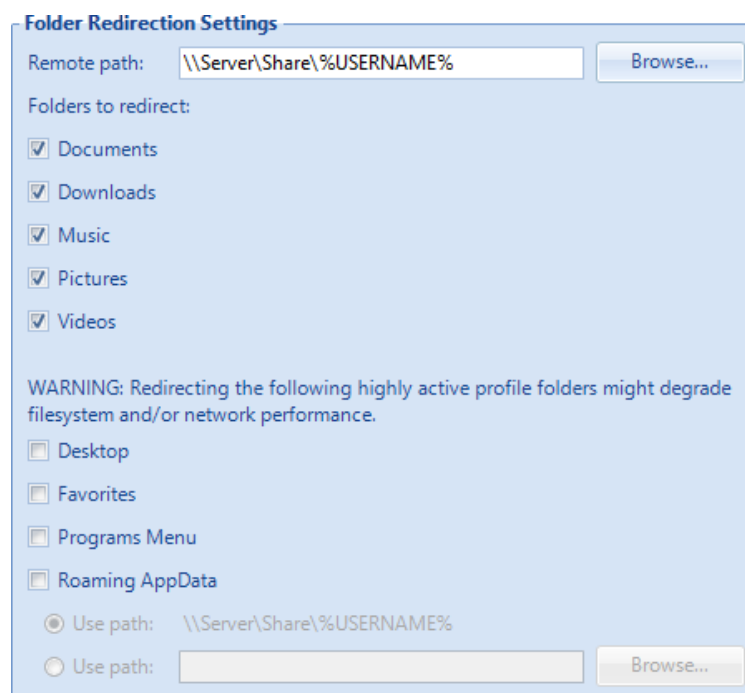 Folder Redirection Settings
Remote path: \\Server\Share\%USERNAME% Browse...
Folders to redirect:
Documents
Downloads
Music
Pictures
Videos
WARNING: Redirecting the following highly active profile folders might degrade
filesystem and/or network performance.
Desktop
Favorites
Programs Menu
Roaming AppData
Use path: \\Server\Share\%USERNAME%
Use path: Browse...